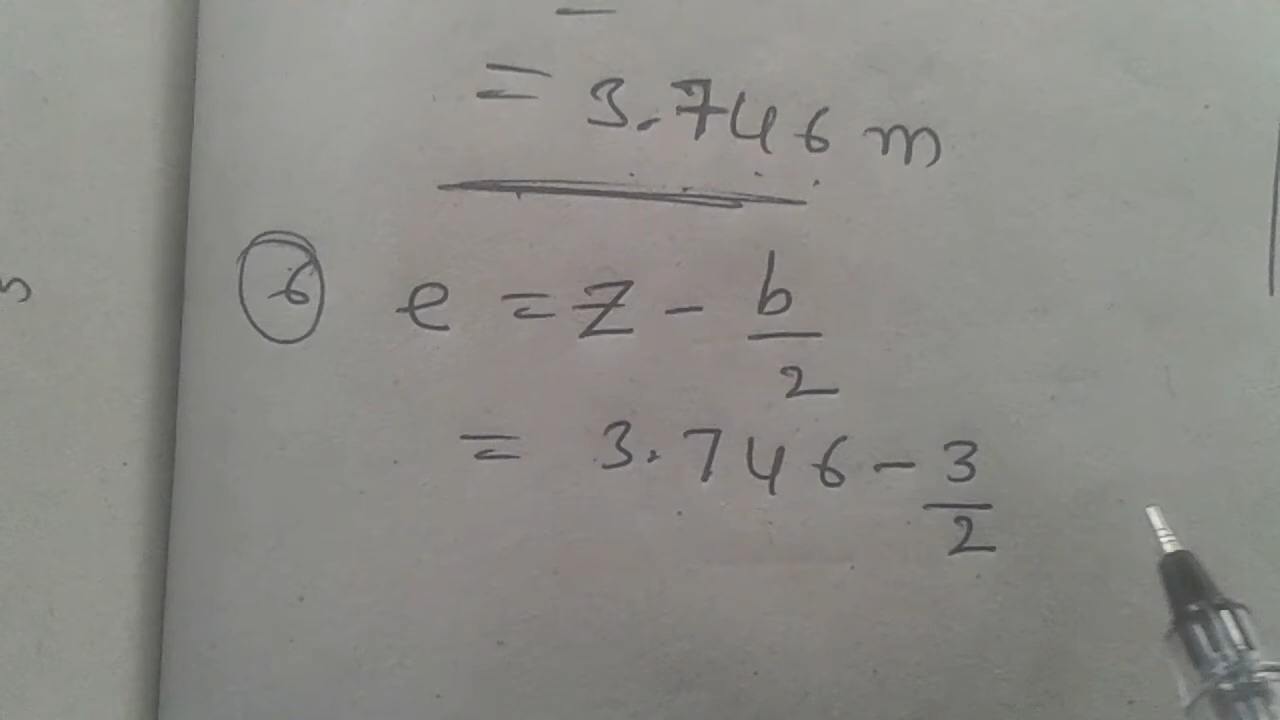 = 3.746 m
6 e = z - b/2
= 3.746 - 3/2